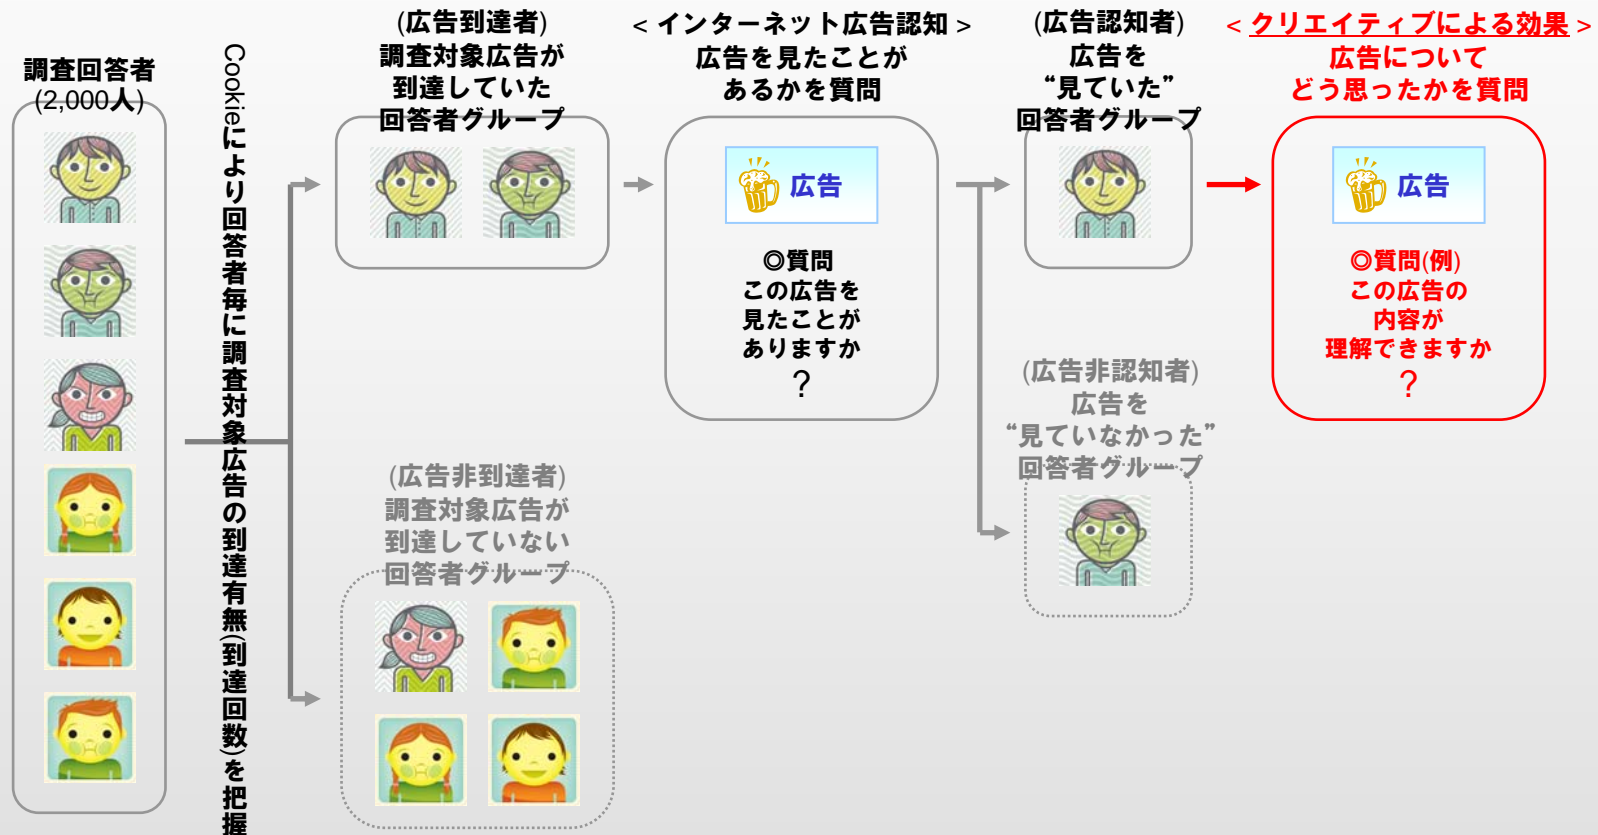 調査回答者
(2,000人)
Cookieにより回答者毎に調査対象広告の到達有無(到達回数)を把握
(広告到達者)
調査対象広告が
到達していた
回答者グループ
(広告非到達者)
調査対象広告が
到達していない
回答者グループ
< インターネット広告認知 >
広告を見たことが
あるかを質問
広告
◎質問
この広告を
見たことが
ありますか
?
(広告認知者)
広告を
“見ていた”
回答者グループ
(広告非認知者)
広告を
“見ていなかった”
回答者グループ
< クリエイティブによる効果 >
広告について
どう思ったかを質問
広告
◎質問(例)
この広告の
内容が
理解できますか
?